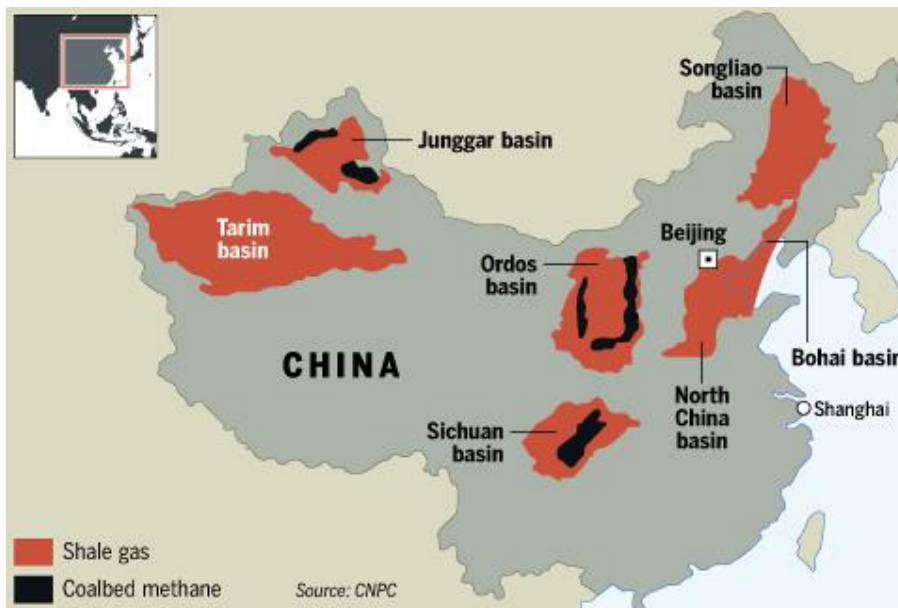 Songliao
basin
Junggar basin
Tarim
basin
Beijing
Ordos
basin
CHINA
Bohai basin
North
China
basin
Shanghai
Sichuan
basin
Shale gas
Coalbed methane
Source: CNPC